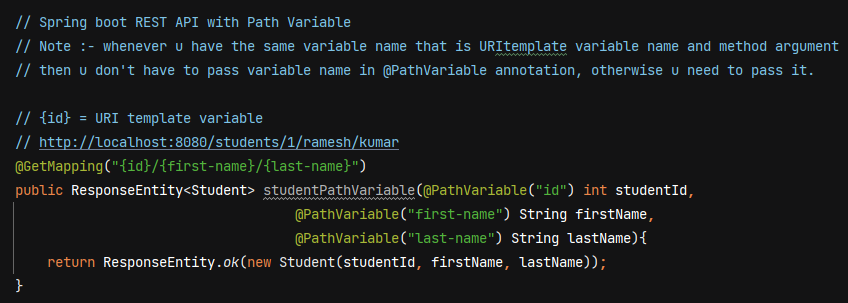 // Spring boot REST API with Path Variable
// Note :- whenever u have the same variable name that is URItemplate variable name and method argument
// then u don't have to pass variable name in @PathVariable annotation, otherwise u need to pass it.
// {id} = URI template variable
// http://localhost:8080/students/1/ramesh/kumar
@GetMapping("{id}/{first-name}/{last-name}")
public ResponseEntity<Student> studentPathVariable(@PathVariable("id") int studentId,
@PathVariable("first-name") String firstName,
@PathVariable("last-name") String lastName){
return ResponseEntity.ok(new Student(studentId, firstName, lastName));
}